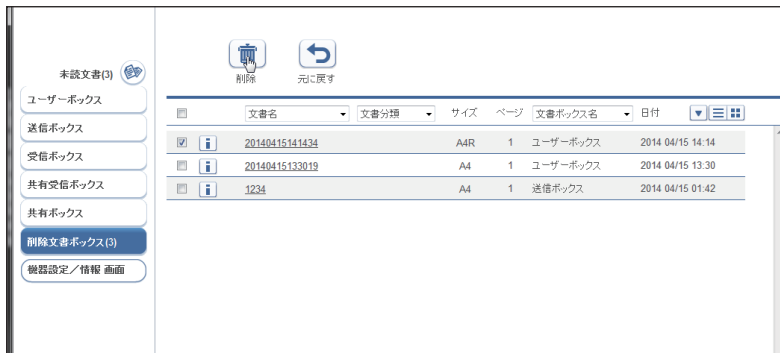 未読文書(3)
ユーザーボックス
送信ボックス
受信ボックス
共有受信ボックス
共有ボックス
削除文書ボックス(3)
機器設定／情報 画面
削除 元に戻す
文書名 文書分類 サイズ ページ 文書ボックス名 日付
20140415141434 A4R 1 ユーザーボックス 2014 04/15 14:14
20140415133019 A4 1 ユーザーボックス 2014 04/15 13:30
1234 A4 1 送信ボックス 2014 04/15 01:42